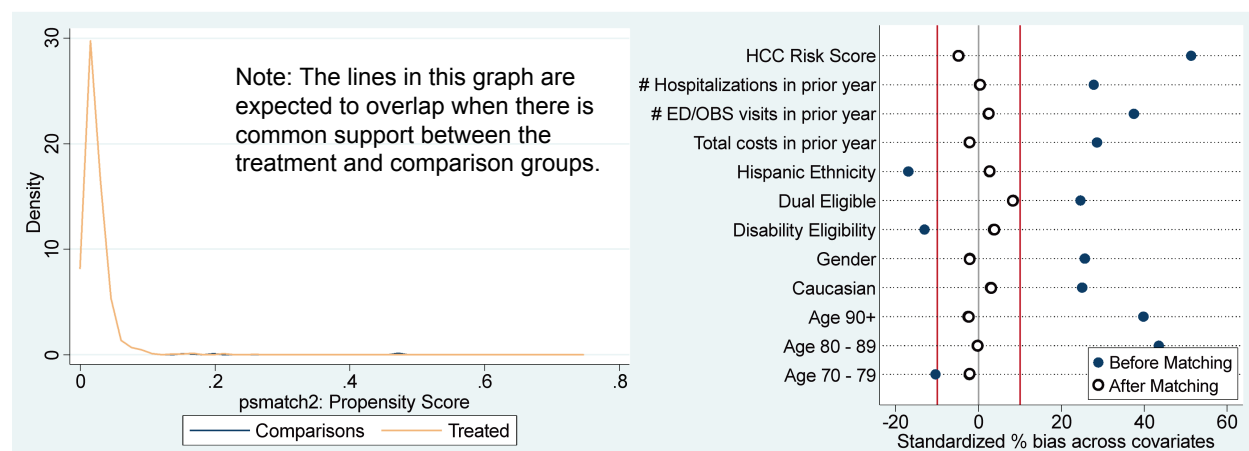 30
20
10
0
Density
Note: The lines in this graph are
expected to overlap when there is
common support between the
treatment and comparison groups.
0
.2
.4
.6
.8
psmatch2: Propensity Score
Comparisons
Treated
HCC Risk Score
# Hospitalizations in prior year
# ED/OBS visits in prior year
Total costs in prior year
Hispanic Ethnicity
Dual Eligible
Disability Eligibility
Gender
Caucasian
Age 90+
Age 80 - 89
Age 70 - 79
Before Matching
After Matching
-20
0
20
40
60
Standardized % bias across covariates